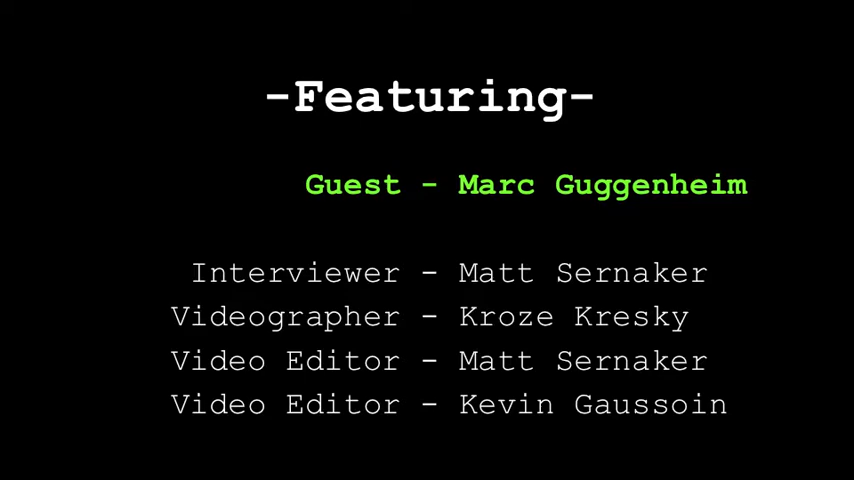 -Featuring-
Guest - Marc Guggenheim
Interviewer - Matt Sernaker
Videographer - Kroze Kresky
Video Editor - Matt Sernaker
Video Editor - Kevin Gaussoin